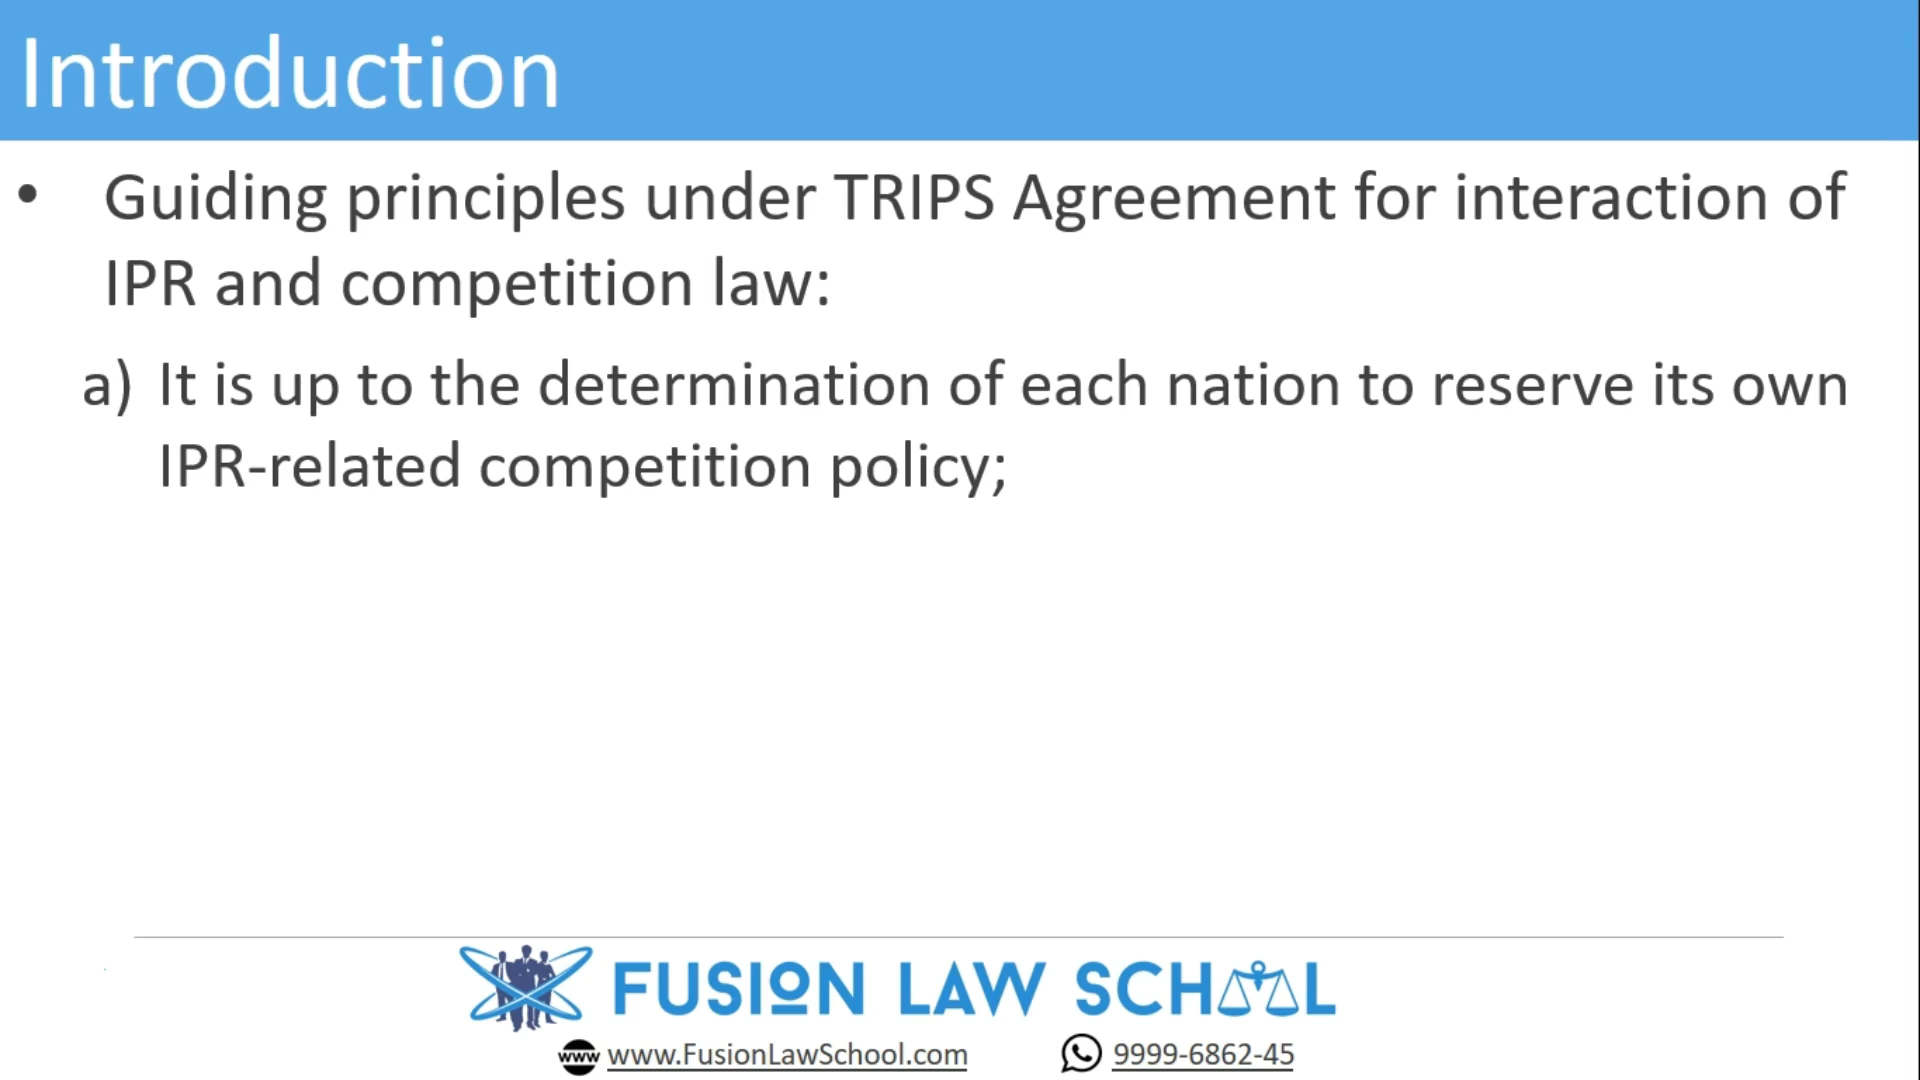 Introduction
• Guiding principles under TRIPS Agreement for interaction of
IPR and competition law:
a) It is up to the determination of each nation to reserve its own
IPR-related competition policy;
FUSION LAW SCHOOL
www www.FusionLawSchool.com 9999-6862-45